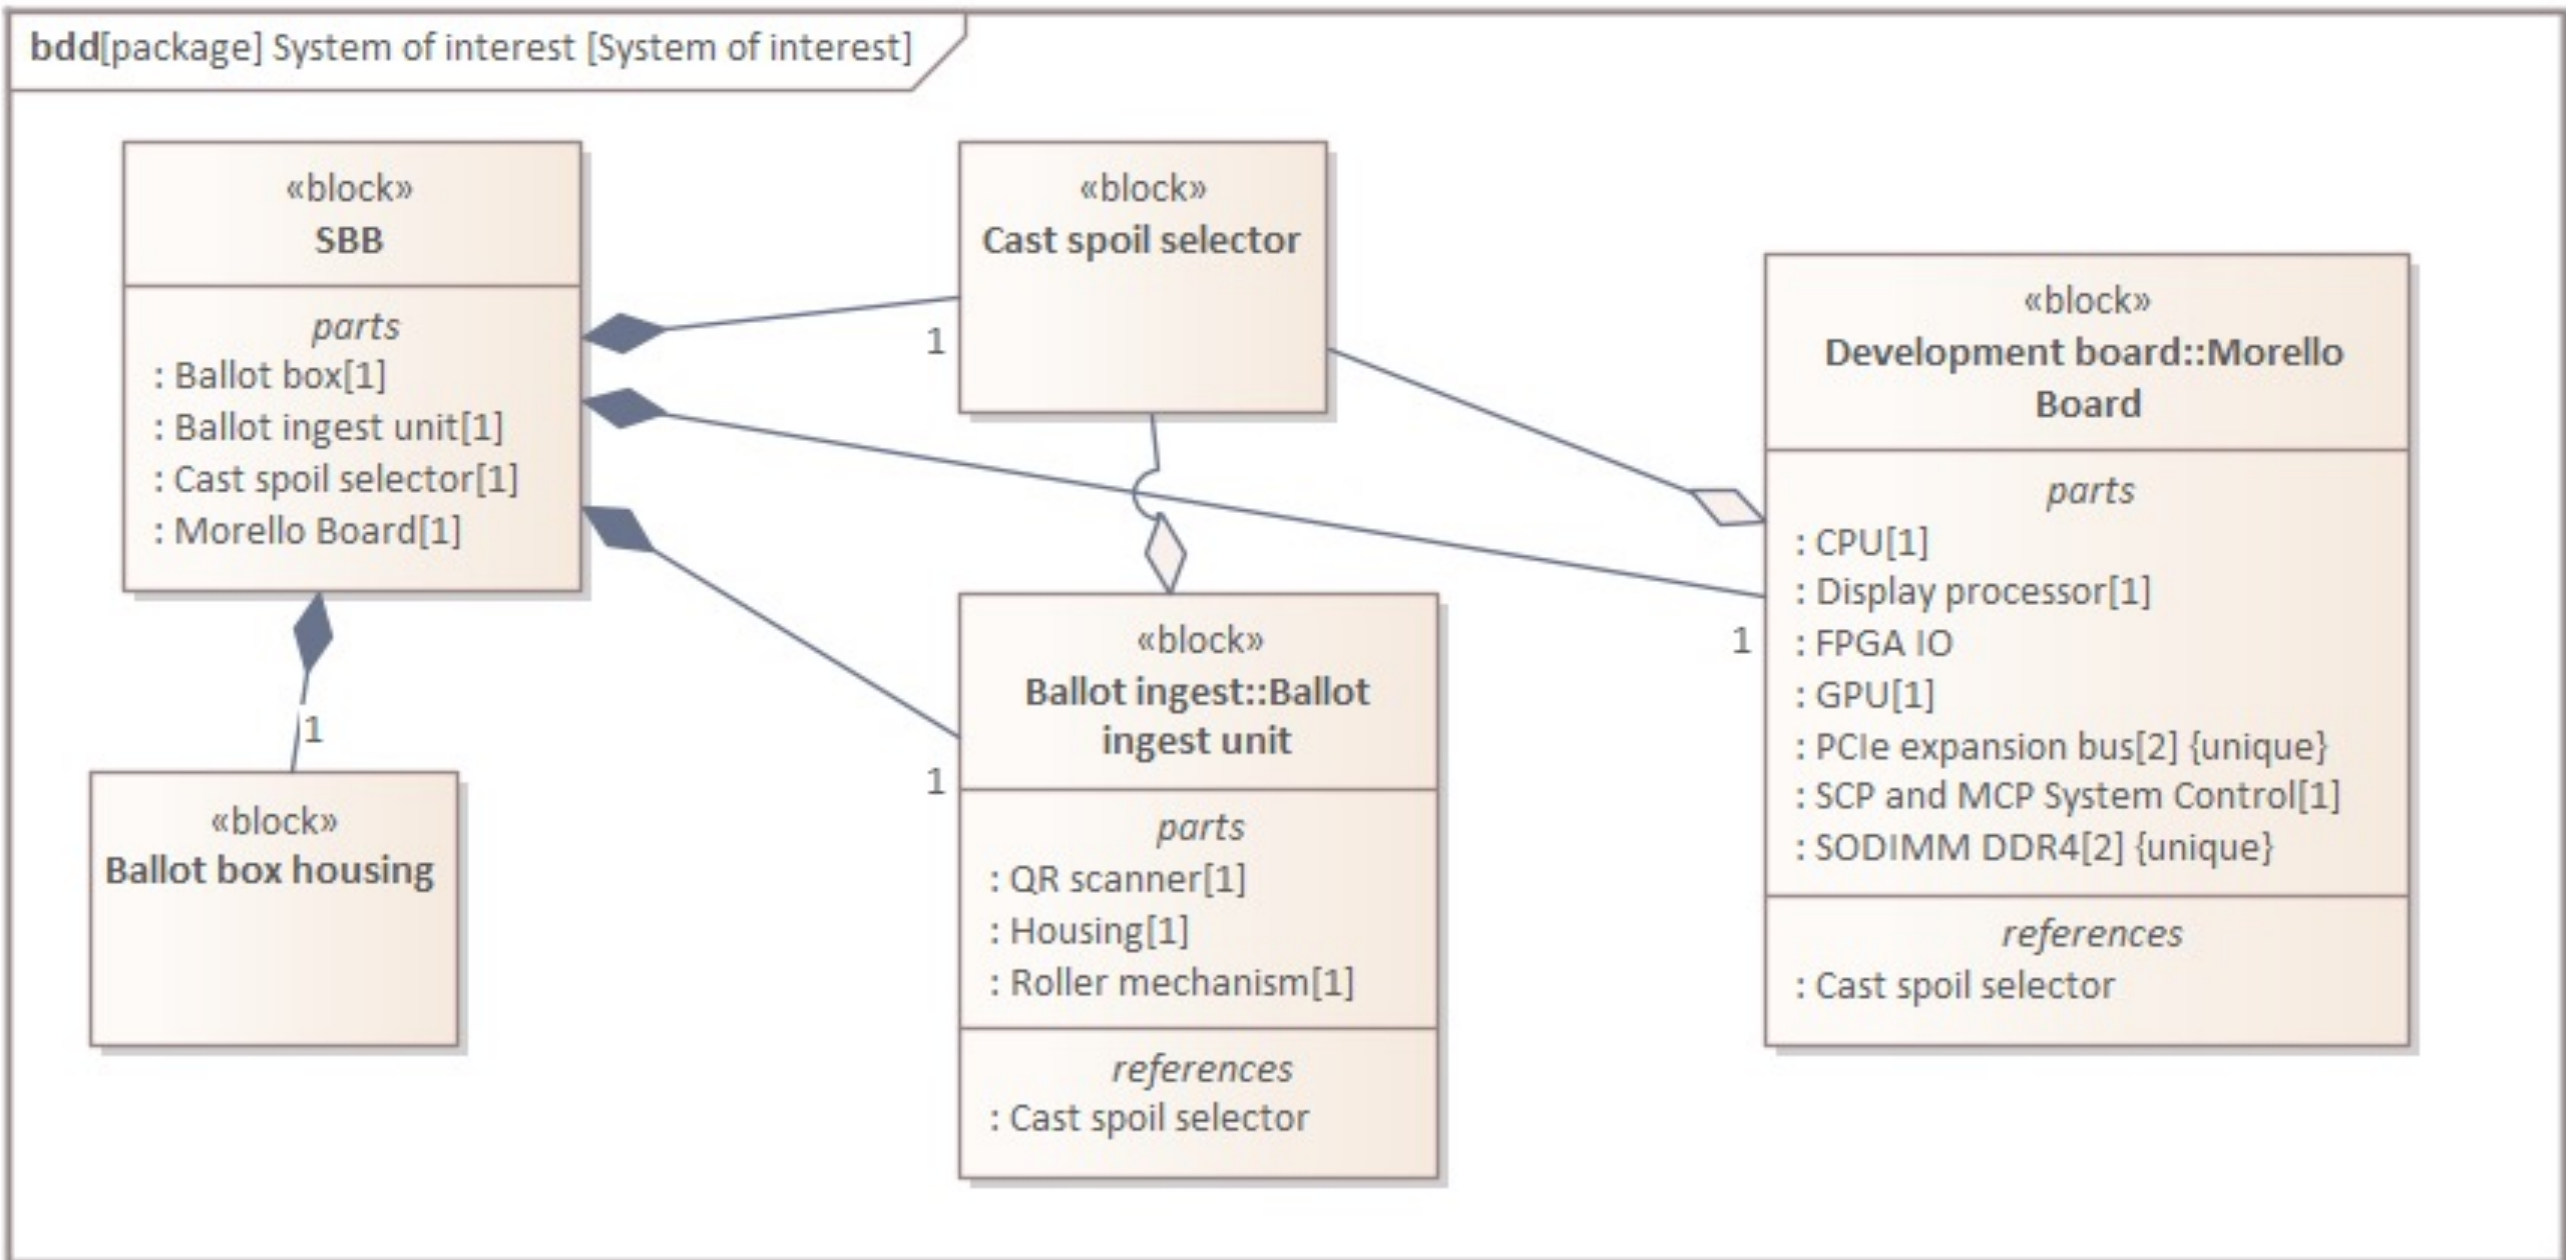 bdd[package] System of interest [System of interest]
«block»
SBB
parts
: Ballot box[1]
: Ballot ingest unit[1]
: Cast spoil selector[1]
: Morello Board[1]
1
«block»
Ballot box housing
«block»
Cast spoil selector
1
«block»
Ballot ingest::Ballot
ingest unit
parts
: QR scanner[1]
: Housing[1]
: Roller mechanism[1]
references
: Cast spoil selector
1
«block»
Development board::Morello
Board
parts
: CPU[1]
: Display processor[1]
: FPGA IO
: GPU[1]
: PCIe expansion bus[2] {unique}
: SCP and MCP System Control[1]
: SODIMM DDR4[2] {unique}
references
: Cast spoil selector
1